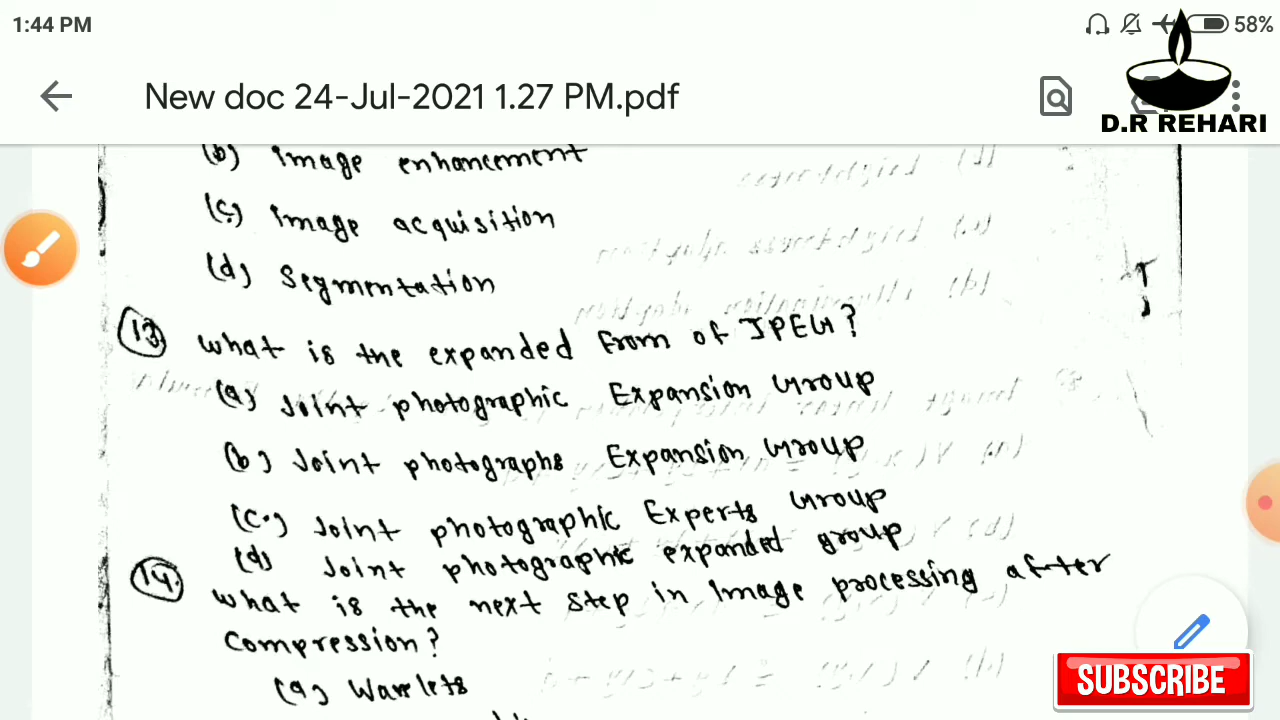 1:44 PM
58%
New doc 24-Jul-2021 1.27 PM.pdf
D.R REHARI
(b) Image enhancement
(c) Image acquisition
(d) Segmentation
13 What is the expanded from of JPEG?
(a) Joint photographic Expansion Group
(b) Joint photographs Expansion Group
(c) Joint photographic Experts Group
(d) Joint photographic expanded group
14. What is the next step in Image processing after
Compression?
(a) Wavelets
SUBSCRIBE